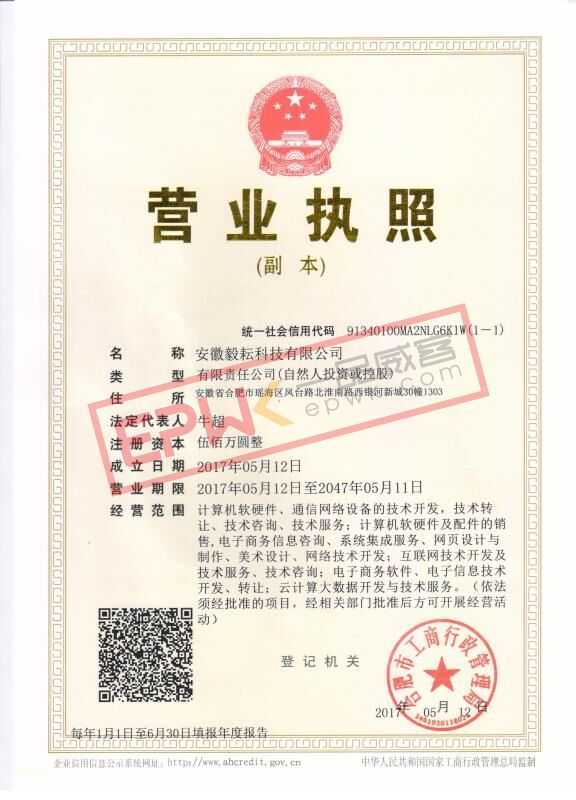 营业执照
(副 本)
统一社会信用代码 91340100MA2NLG6K1W(1-1)
名 称 安徽毅耘科技有限公司
类 型 有限责任公司(自然人投资或控股)
住 所 安徽省合肥市瑶海区凤台路北淮南路西银河新城30幢1303
法定代表人 牛超
注册资本 伍佰万圆整
成立日期 2017年05月12日
营业期限 2017年05月12日至2047年05月11日
经营范围 计算机软硬件、通信网络设备的技术开发，技术转
让、技术咨询、技术服务；计算机软硬件及配件的销
售,电子商务信息咨询、系统集成服务、网页设计与
制作、美术设计、网络技术开发；互联网技术开发及
技术服务、技术咨询；电子商务软件、电子信息技术
开发、转让；云计算大数据开发与技术服务。（依法
须经批准的项目，经相关部门批准后方可开展经营活
动）
EPWK 一品威客
epwk.com
登记机关
合肥市工商行政管理局
2017年 05月 12日
每年1月1日至6月30日填报年度报告
企业信用信息公示系统网址: http://www.ahcredit.gov.cn
中华人民共和国国家工商行政管理总局监制